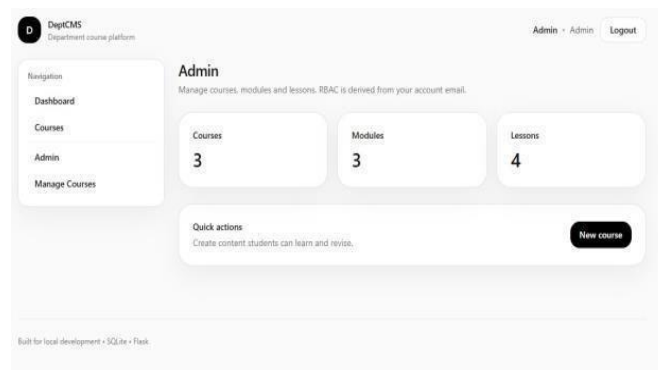 D
DeptCMS
Department course platform
Admin • Admin
Logout
Navigation
Dashboard
Courses
Admin
Manage Courses
Admin
Manage courses, modules and lessons. RBAC is derived from your account email.
Courses
3
Modules
3
Lessons
4
Quick actions
Create content students can learn and revise.
New course
Built for local development • SQLite • Flask